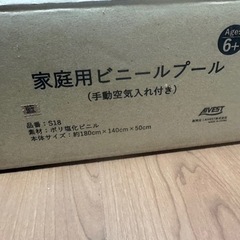 Ages
6+
家庭用ビニールプール
(手動空気入れ付き)
品番:S18
素材:ポリ塩化ビニル
本体サイズ:約180cm×140cm×50cm
AIVEST